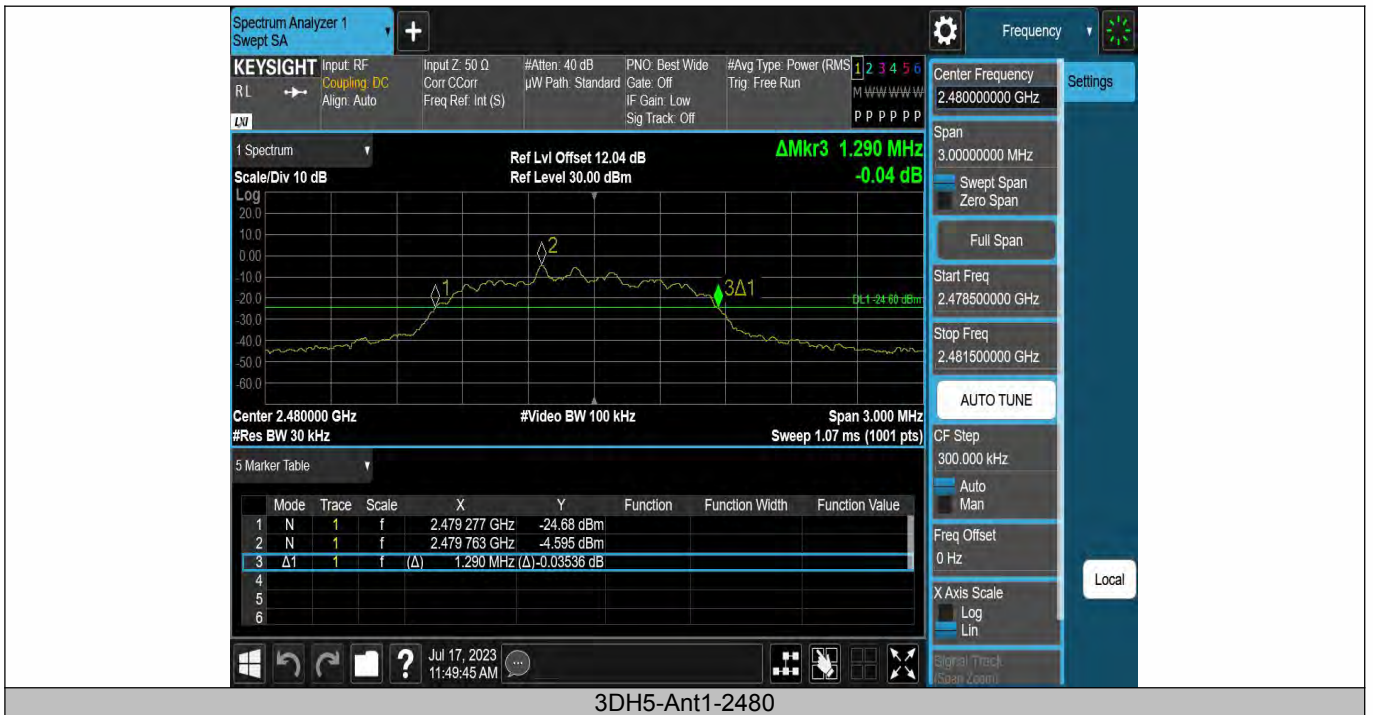 Spectrum Analyzer 1
Swept SA
+
Frequency
KEYSIGHT
RL
LXI
Input: RF
Coupling: DC
Align: Auto
Input Z: 50 Ω
Corr CCorr
Freq Ref: Int (S)
#Atten: 40 dB
µW Path: Standard
PNO: Best Wide
Gate: Off
IF Gain: Low
Sig Track: Off
#Avg Type: Power (RMS
Trig: Free Run
1 2 3 4 5 6
M W W W W W
P P P P P P
1 Spectrum
Scale/Div 10 dB
Ref Lvl Offset 12.04 dB
Ref Level 30.00 dBm
ΔMkr3 1.290 MHz
-0.04 dB
Log
20.0
10.0
0.00
-10.0
-20.0
-30.0
-40.0
-50.0
-60.0
1
2
3Δ1
DL1 -24.60 dBm
Center 2.480000 GHz
#Video BW 100 kHz
Span 3.000 MHz
#Res BW 30 kHz
Sweep 1.07 ms (1001 pts)
5 Marker Table
Mode Trace Scale X Y Function Function Width Function Value
1 N 1 f 2.479 277 GHz -24.68 dBm
2 N 1 f 2.479 763 GHz -4.595 dBm
3 Δ1 1 f (Δ) 1.290 MHz (Δ) -0.03536 dB
4
5
6
?
Jul 17, 2023
11:49:45 AM
Center Frequency
2.480000000 GHz
Span
3.00000000 MHz
Swept Span
Zero Span
Full Span
Start Freq
2.478500000 GHz
Stop Freq
2.481500000 GHz
AUTO TUNE
CF Step
300.000 kHz
Auto
Man
Freq Offset
0 Hz
X Axis Scale
Log
Lin
Signal Track
(Span Zoom)
Settings
Local
3DH5-Ant1-2480